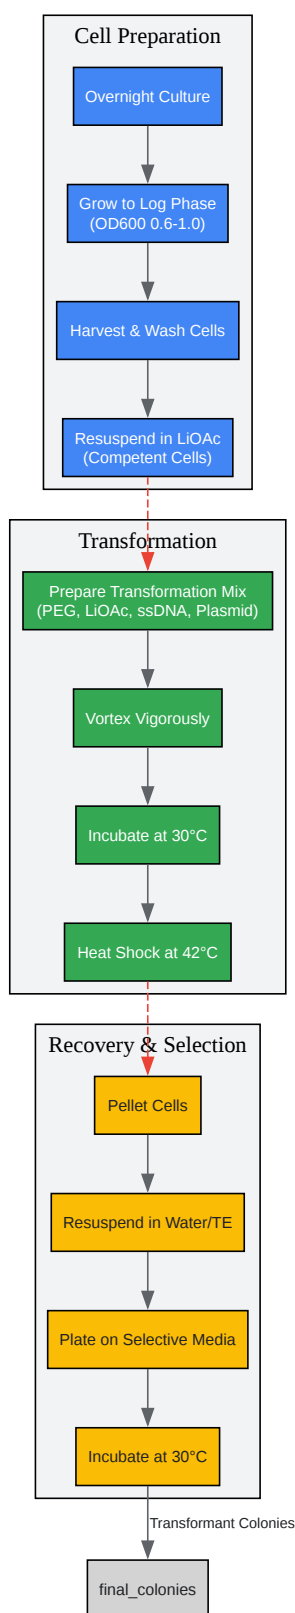 Cell Preparation
Overnight Culture
Grow to Log Phase
(OD600 0.6-1.0)
Harvest & Wash Cells
Resuspend in LiOAc
(Competent Cells)
Transformation
Prepare Transformation Mix
(PEG, LiOAc, ssDNA, Plasmid)
Vortex Vigorously
Incubate at 30°C
Heat Shock at 42°C
Recovery & Selection
Pellet Cells
Resuspend in Water/TE
Plate on Selective Media
Incubate at 30°C
Transformant Colonies
final_colonies